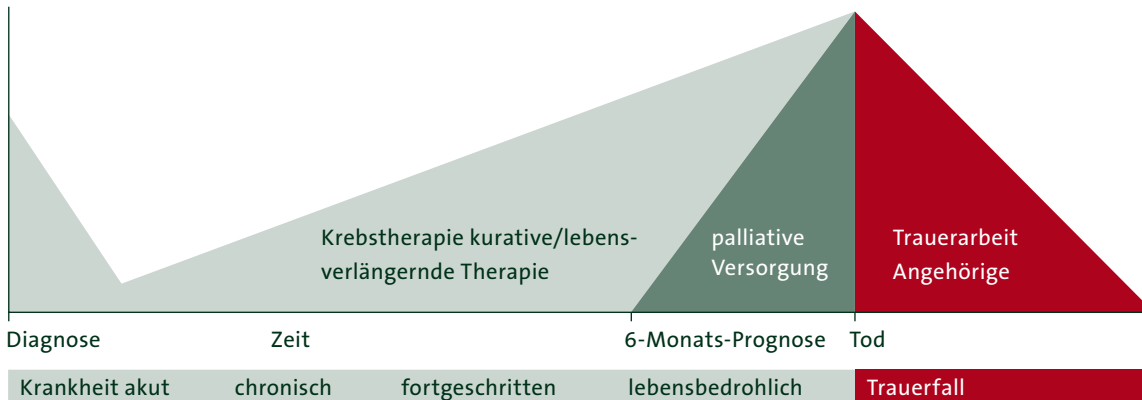 Krebstherapie kurative/lebens-
verlängernde Therapie
palliative
Versorgung
Trauerarbeit
Angehörige
Diagnose
Zeit
6-Monats-Prognose
Tod
Krankheit akut
chronisch
fortgeschritten
lebensbedrohlich
Trauerfall